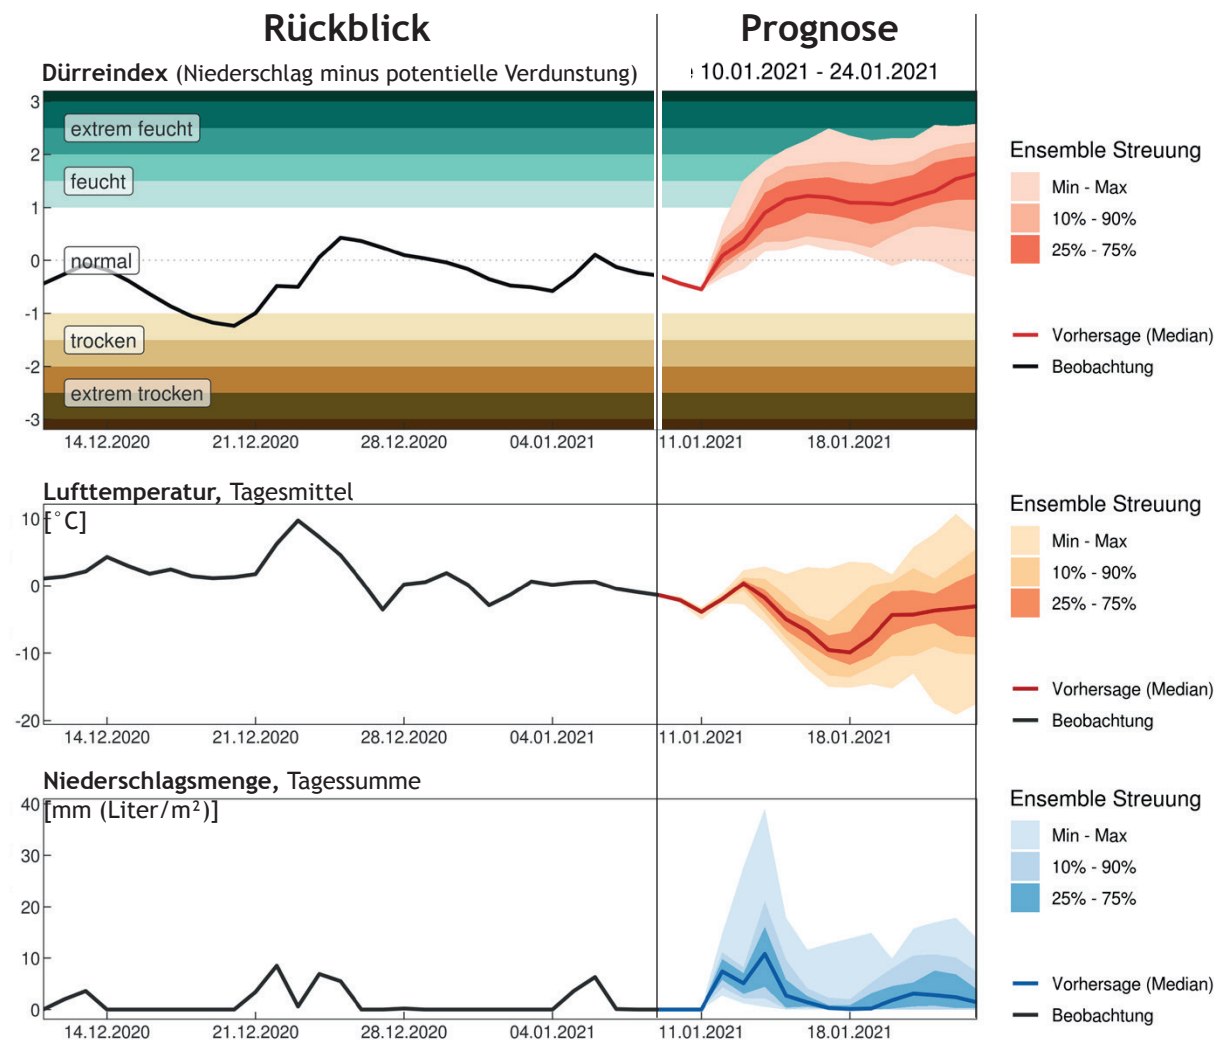 Rückblick
Prognose
Dürreindex (Niederschlag minus potentielle Verdunstung)
10.01.2021 - 24.01.2021
3
extrem feucht
2
feucht
1
0
normal
-1
trocken
-2
extrem trocken
-3
14.12.2020
21.12.2020
28.12.2020
04.01.2021
11.01.2021
18.01.2021
Ensemble Streuung
Min - Max
10% - 90%
25% - 75%
Vorhersage (Median)
Beobachtung
Lufttemperatur, Tagesmittel
[°C]
10
0
-10
-20
14.12.2020
21.12.2020
28.12.2020
04.01.2021
11.01.2021
18.01.2021
Ensemble Streuung
Min - Max
10% - 90%
25% - 75%
Vorhersage (Median)
Beobachtung
Niederschlagsmenge, Tagessumme
[mm (Liter/m²)]
40
30
20
10
0
14.12.2020
21.12.2020
28.12.2020
04.01.2021
11.01.2021
18.01.2021
Ensemble Streuung
Min - Max
10% - 90%
25% - 75%
Vorhersage (Median)
Beobachtung